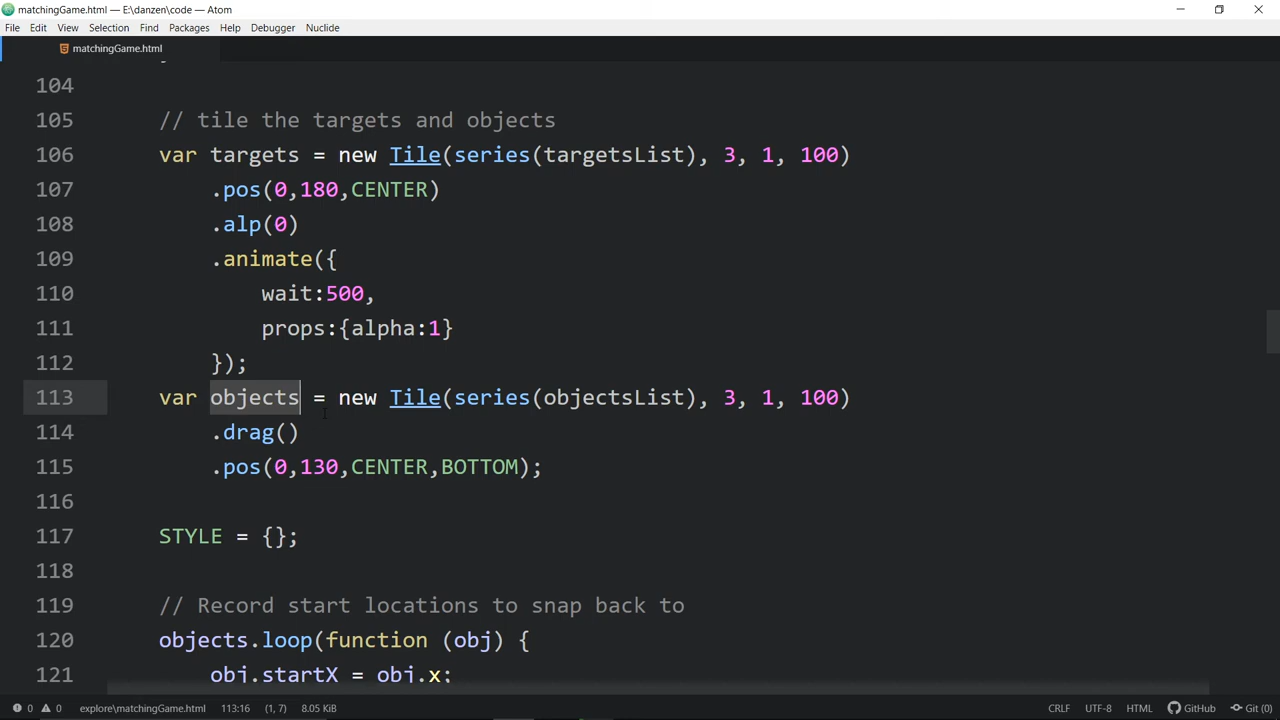 matchingGame.html — E:\danzen\code — Atom
File Edit View Selection Find Packages Help Debugger Nuclide
matchingGame.html
104
105 // tile the targets and objects
106 var targets = new Tile(series(targetsList), 3, 1, 100)
107 .pos(0,180,CENTER)
108 .alp(0)
109 .animate({
110 wait:500,
111 props:{alpha:1}
112 });
113 var objects = new Tile(series(objectsList), 3, 1, 100)
114 .drag()
115 .pos(0,130,CENTER,BOTTOM);
116
117 STYLE = {};
118
119 // Record start locations to snap back to
120 objects.loop(function (obj) {
121 obj.startX = obj.x;
0 0 explore\matchingGame.html 113:16 (1, 7) 8.05 KiB CRLF UTF-8 HTML GitHub Git (0)